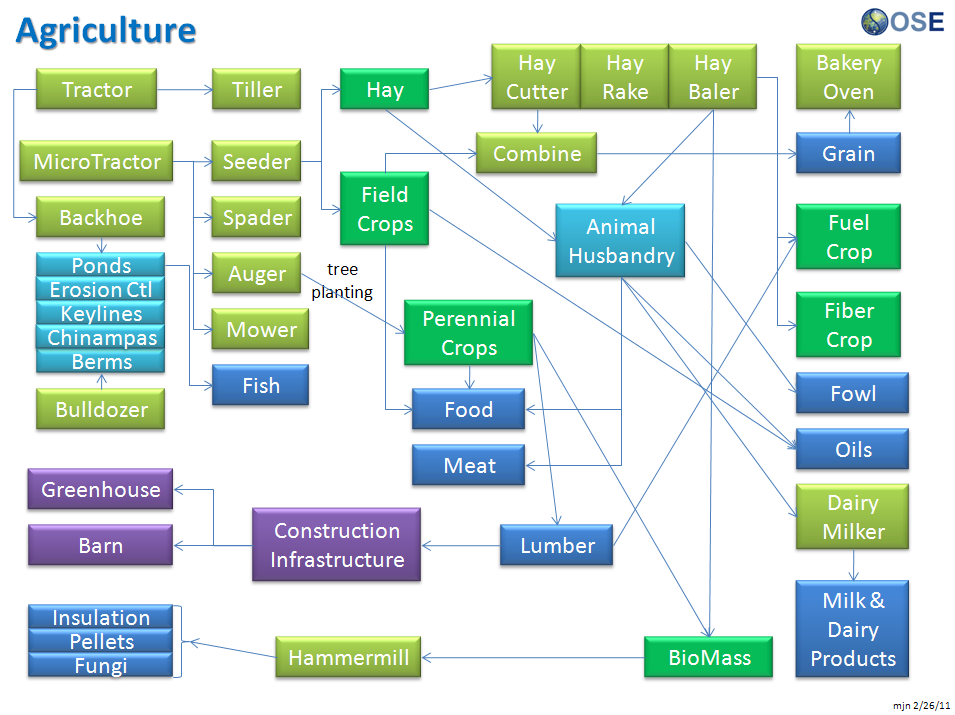 Agriculture
OSE
Tractor
Tiller
Hay
Hay
Cutter
Hay
Rake
Hay
Baler
Bakery
Oven
MicroTractor
Seeder
Combine
Grain
Backhoe
Spader
Field
Crops
Animal
Husbandry
Fuel
Crop
Ponds
Erosion Ctl
Keylines
Chinampas
Berms
Auger
tree
planting
Mower
Perennial
Crops
Fiber
Crop
Fish
Bulldozer
Food
Fowl
Meat
Oils
Greenhouse
Barn
Construction
Infrastructure
Lumber
Dairy
Milker
Insulation
Pellets
Fungi
Hammermill
BioMass
Milk &
Dairy
Products
mjn 2/26/11